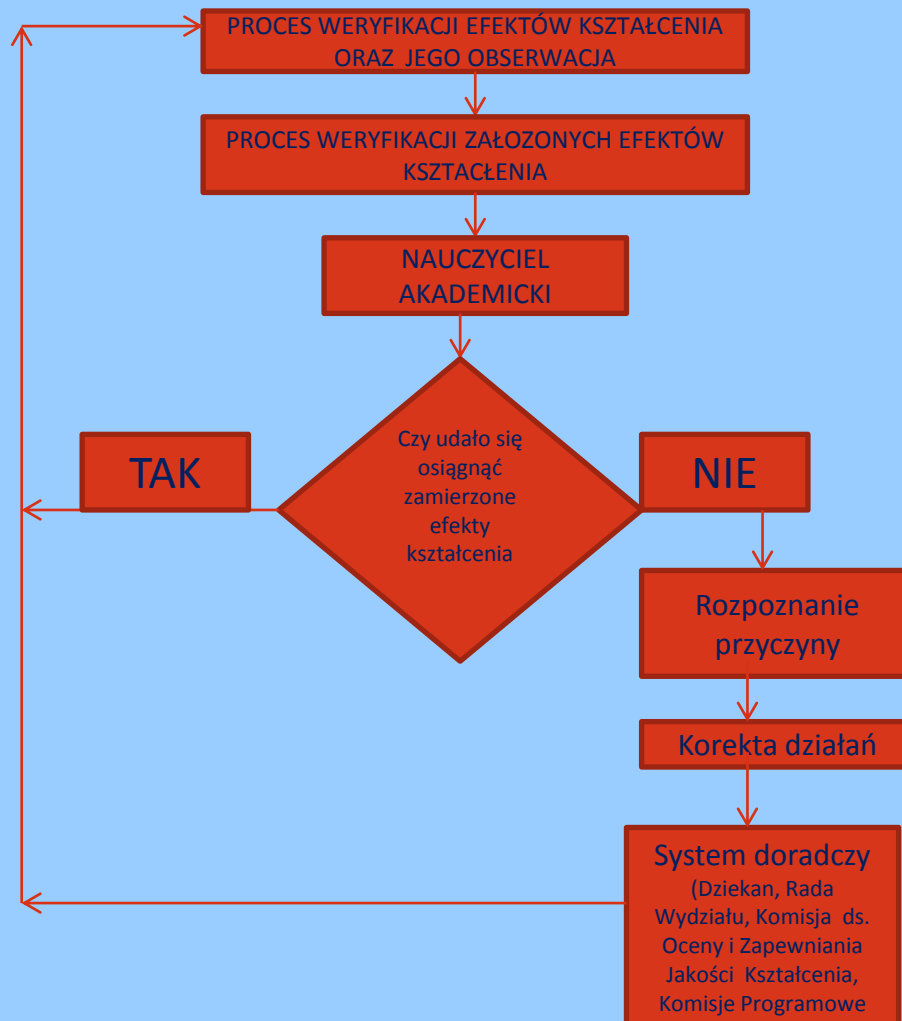 PROCES WERYFIKACJI EFEKTÓW KSZTAŁCENIA
ORAZ JEGO OBSERWACJA
PROCES WERYFIKACJI ZAŁOZONYCH EFEKTÓW
KSZTACŁENIA
NAUCZYCIEL
AKADEMICKI
Czy udało się
osiągnąć
zamierzone
efekty
kształcenia
TAK
NIE
Rozpoznanie
przyczyny
Korekta działań
System doradczy
(Dziekan, Rada
Wydziału, Komisja ds.
Oceny i Zapewniania
Jakości Kształcenia,
Komisje Programowe